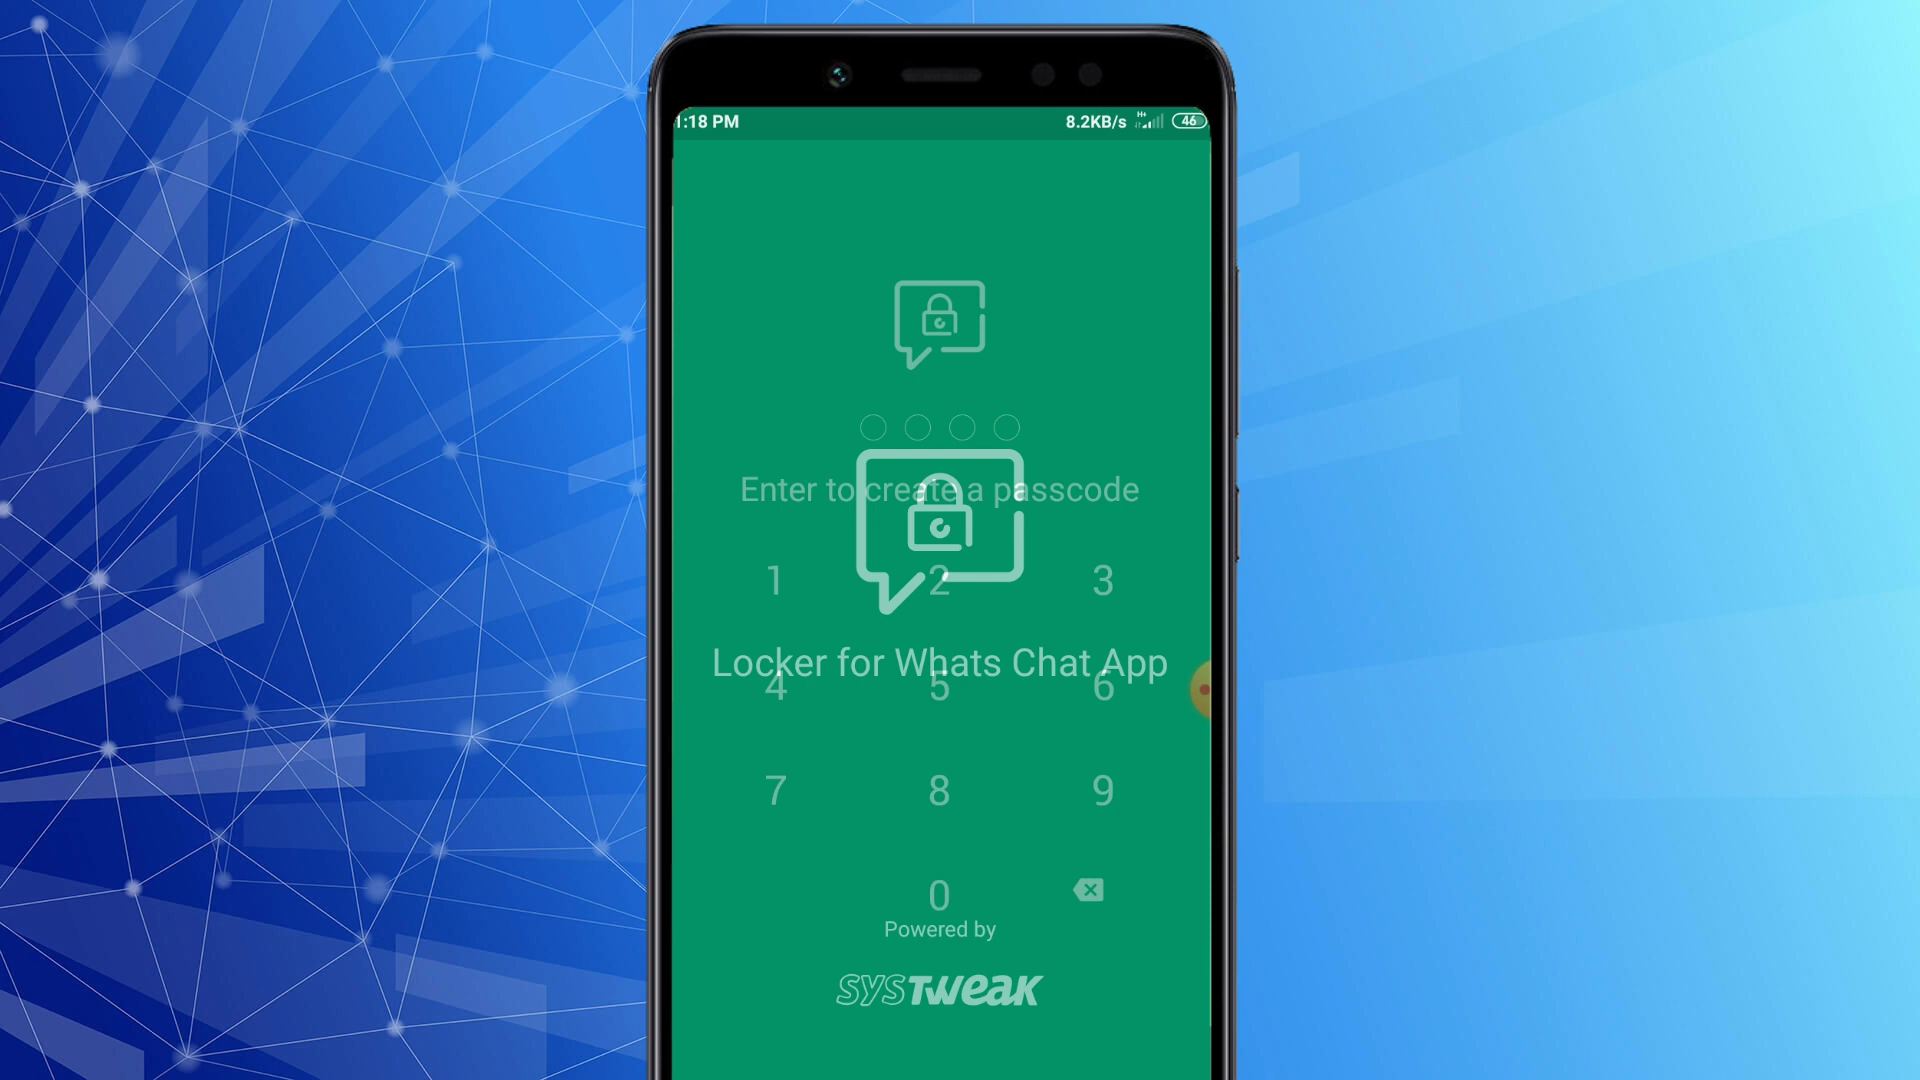 1:18 PM 8.2KB/s H+ 46
Enter to create a passcode
1 2 3
Locker for Whats Chat App
4 5 6
7 8 9
0
Powered by
SYSTWEAK